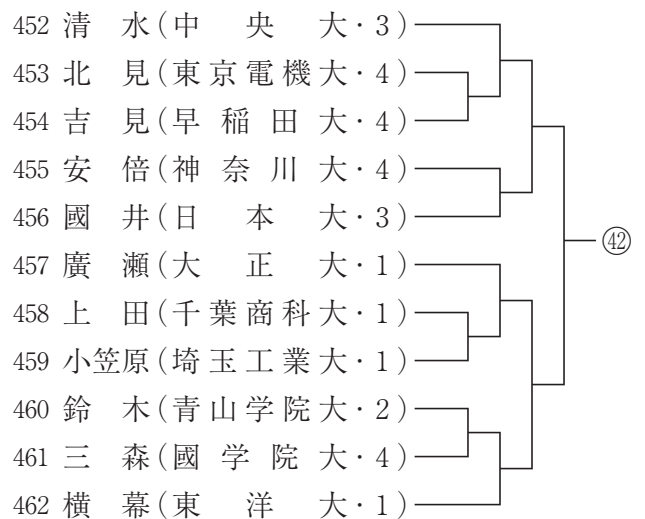 452 清水(中央大・3)
453 北見(東京電機大・4)
454 吉見(早稲田大・4)
455 安倍(神奈川大・4)
456 國井(日本大・3)
457 廣瀬(大正大・1)
458 上田(千葉商科大・1)
459 小笠原(埼玉工業大・1)
460 鈴木(青山学院大・2)
461 三森(國学院大・4)
462 横幕(東洋大・1)
㊷